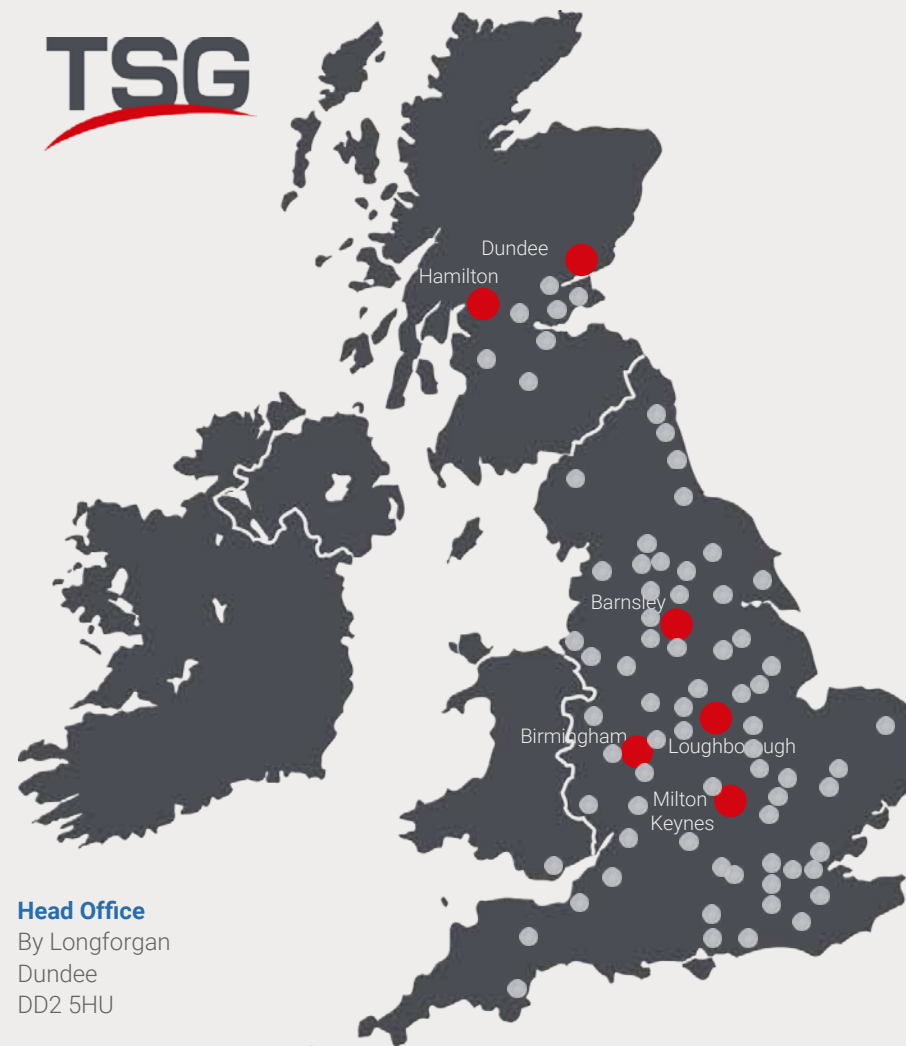 TSG
Dundee
Hamilton
Barnsley
Birmingham
Loughborough
Milton
Keynes
Head Office
By Longforgan
Dundee
DD2 5HU